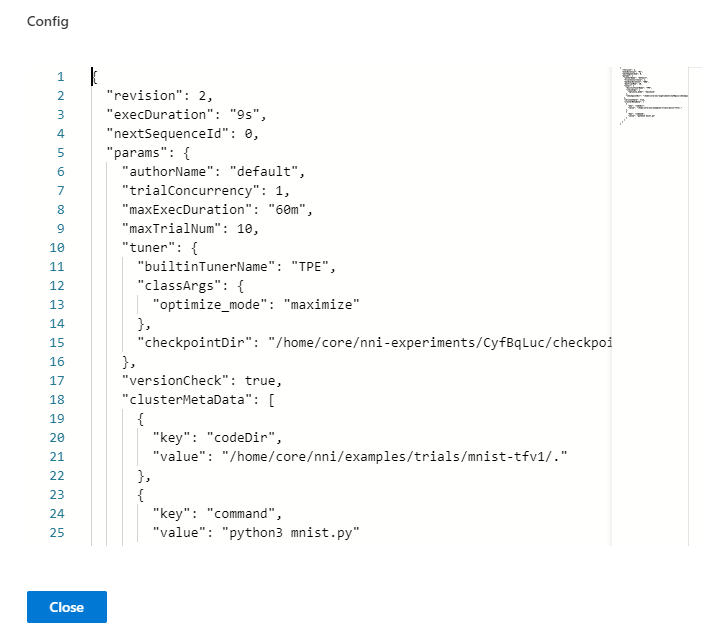 Config
1 {
2 "revision": 2,
3 "execDuration": "9s",
4 "nextSequenceId": 0,
5 "params": {
6 "authorName": "default",
7 "trialConcurrency": 1,
8 "maxExecDuration": "60m",
9 "maxTrialNum": 10,
10 "tuner": {
11 "builtinTunerName": "TPE",
12 "classArgs": {
13 "optimize_mode": "maximize"
14 },
15 "checkpointDir": "/home/core/nni-experiments/CyfBqLuc/checkpoi
16 },
17 "versionCheck": true,
18 "clusterMetaData": [
19 {
20 "key": "codeDir",
21 "value": "/home/core/nni/examples/trials/mnist-tfv1/."
22 },
23 {
24 "key": "command",
25 "value": "python3 mnist.py"
Close